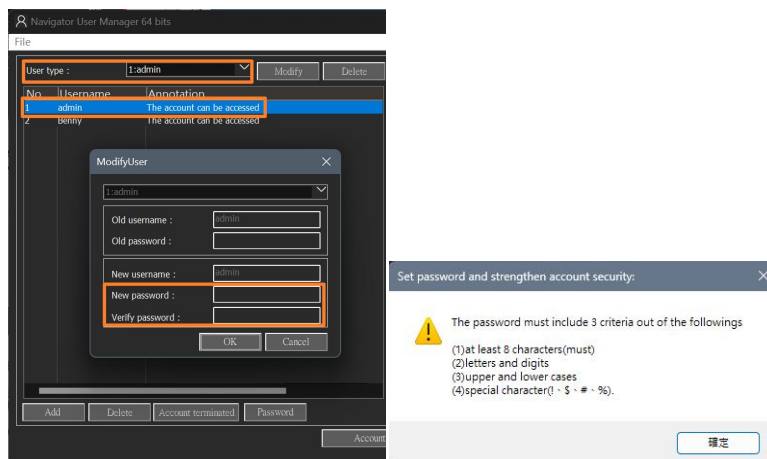 Navigator User Manager 64 bits
File
User type : 1:admin Modify Delete
No. Username Annotation
1 admin The account can be accessed
2 Benny The account can be accessed
ModifyUser
1:admin
Old username : admin
Old password :
New username : admin
New password :
Verify password :
OK Cancel
Add Delete Account terminated Password
Account
Set password and strengthen account security:
The password must include 3 criteria out of the followings
(1)at least 8 characters(must)
(2)letters and digits
(3)upper and lower cases
(4)special character(!、$、#、%).
確定